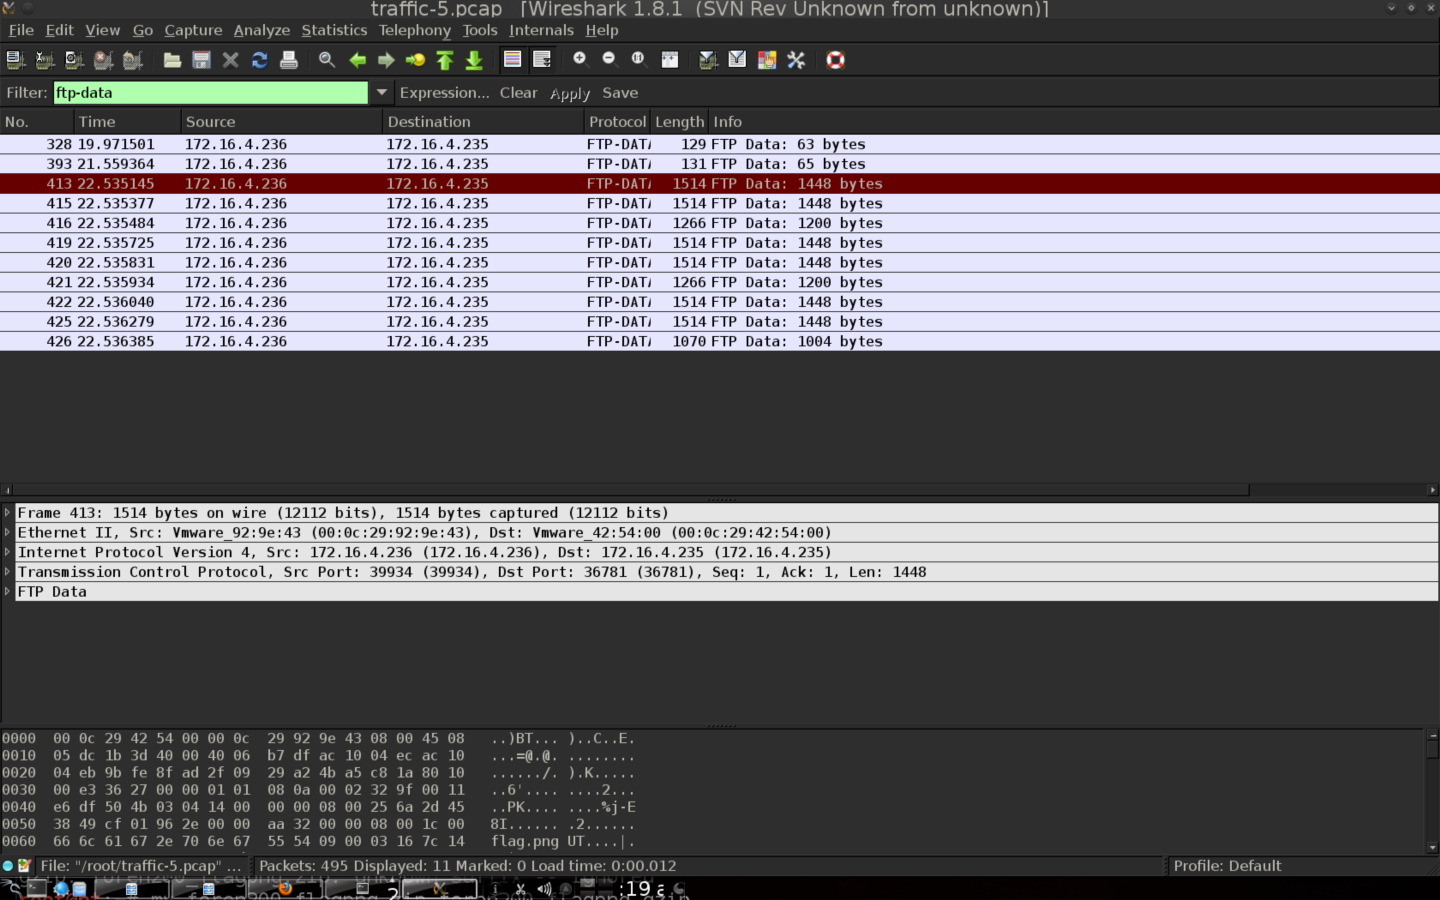 traffic-5.pcap [Wireshark 1.8.1 (SVN Rev Unknown from unknown)]
File Edit View Go Capture Analyze Statistics Telephony Tools Internals Help
Filter: ftp-data Expression... Clear Apply Save
No. Time Source Destination Protocol Length Info
328 19.971501 172.16.4.236 172.16.4.235 FTP-DATA 129 FTP Data: 63 bytes
393 21.559364 172.16.4.236 172.16.4.235 FTP-DATA 131 FTP Data: 65 bytes
413 22.535145 172.16.4.236 172.16.4.235 FTP-DATA 1514 FTP Data: 1448 bytes
415 22.535377 172.16.4.236 172.16.4.235 FTP-DATA 1514 FTP Data: 1448 bytes
416 22.535484 172.16.4.236 172.16.4.235 FTP-DATA 1266 FTP Data: 1200 bytes
419 22.535725 172.16.4.236 172.16.4.235 FTP-DATA 1514 FTP Data: 1448 bytes
420 22.535831 172.16.4.236 172.16.4.235 FTP-DATA 1514 FTP Data: 1448 bytes
421 22.535934 172.16.4.236 172.16.4.235 FTP-DATA 1266 FTP Data: 1200 bytes
422 22.536040 172.16.4.236 172.16.4.235 FTP-DATA 1514 FTP Data: 1448 bytes
425 22.536279 172.16.4.236 172.16.4.235 FTP-DATA 1514 FTP Data: 1448 bytes
426 22.536385 172.16.4.236 172.16.4.235 FTP-DATA 1070 FTP Data: 1004 bytes
Frame 413: 1514 bytes on wire (12112 bits), 1514 bytes captured (12112 bits)
Ethernet II, Src: Vmware_92:9e:43 (00:0c:29:92:9e:43), Dst: Vmware_42:54:00 (00:0c:29:42:54:00)
Internet Protocol Version 4, Src: 172.16.4.236 (172.16.4.236), Dst: 172.16.4.235 (172.16.4.235)
Transmission Control Protocol, Src Port: 39934 (39934), Dst Port: 36781 (36781), Seq: 1, Ack: 1, Len: 1448
FTP Data
0000 00 0c 29 42 54 00 00 0c 29 92 9e 43 08 00 45 08 ..)BT... )..C..E.
0010 05 dc 1b 3d 40 00 40 06 b7 df ac 10 04 ec ac 10 ...=@.@. ........
0020 04 eb 9b fe 8f ad 2f 09 29 a2 4b a5 c8 1a 80 10 ....../. ).K.....
0030 00 e3 36 27 00 00 01 01 08 0a 00 02 32 9f 00 11 ..6'.... ....2...
0040 e6 df 50 4b 03 04 14 00 00 00 08 00 25 6a 2d 45 ..PK.... ....%j-E
0050 38 49 cf 01 96 2e 00 00 aa 32 00 00 08 00 1c 00 8I...... .2......
0060 66 6c 61 67 2e 70 6e 67 55 54 09 00 03 16 7c 14 flag.png UT....|.
File: "/root/traffic-5.pcap" ... Packets: 495 Displayed: 11 Marked: 0 Load time: 0:00.012 Profile: Default
2 :19 ع